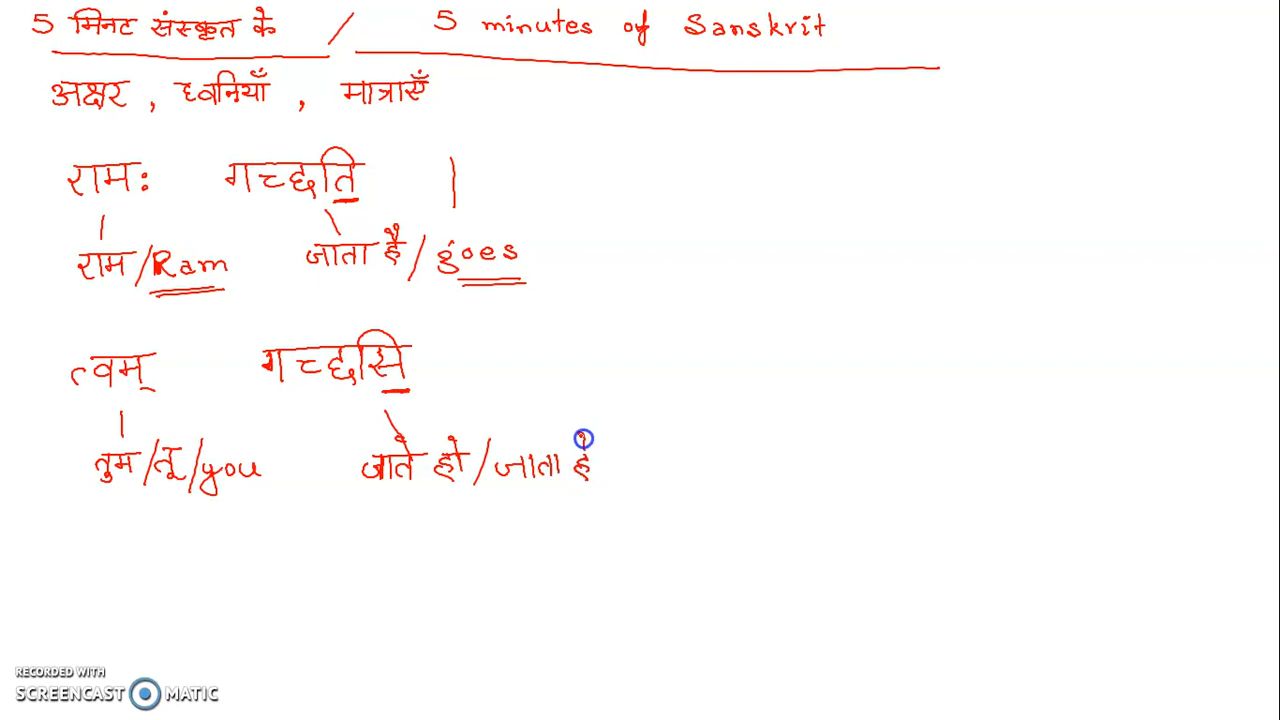 5 मिनट संस्कृत के / 5 minutes of Sanskrit
अक्षर , ध्वनियाँ , मात्राएँ
रामः गच्छति ।
राम/Ram जाता है/goes
त्वम् गच्छसि
तुम/तू/you जाते हो/जाता है
RECORDED WITH
SCREENCAST MATIC